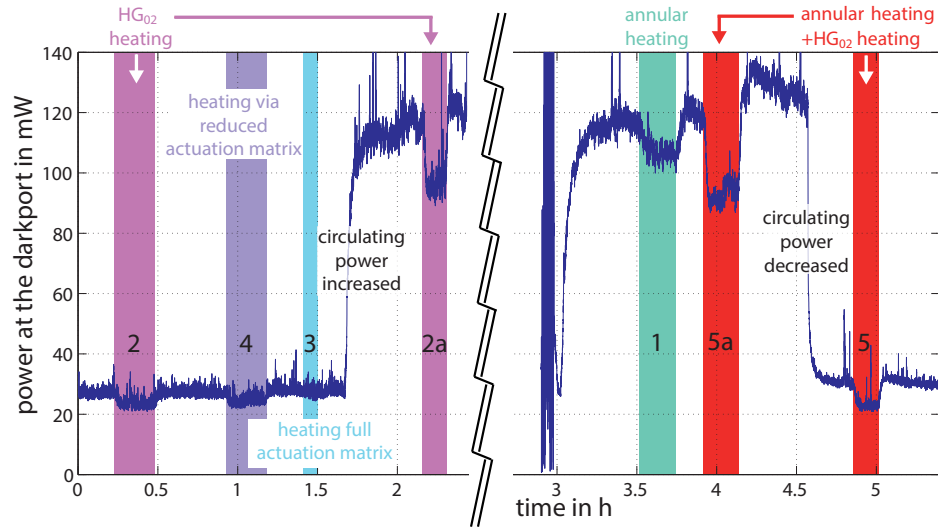 HG02
heating
annular
heating
annular heating
+HG02 heating
power at the darkport in mW
140
120
100
80
60
40
20
0
heating via
reduced
actuation matrix
circulating
power
increased
circulating
power
decreased
2
4
3
2a
1
5a
5
heating full
actuation matrix
0 0.5 1 1.5 2 3 3.5 4 4.5 5
time in h